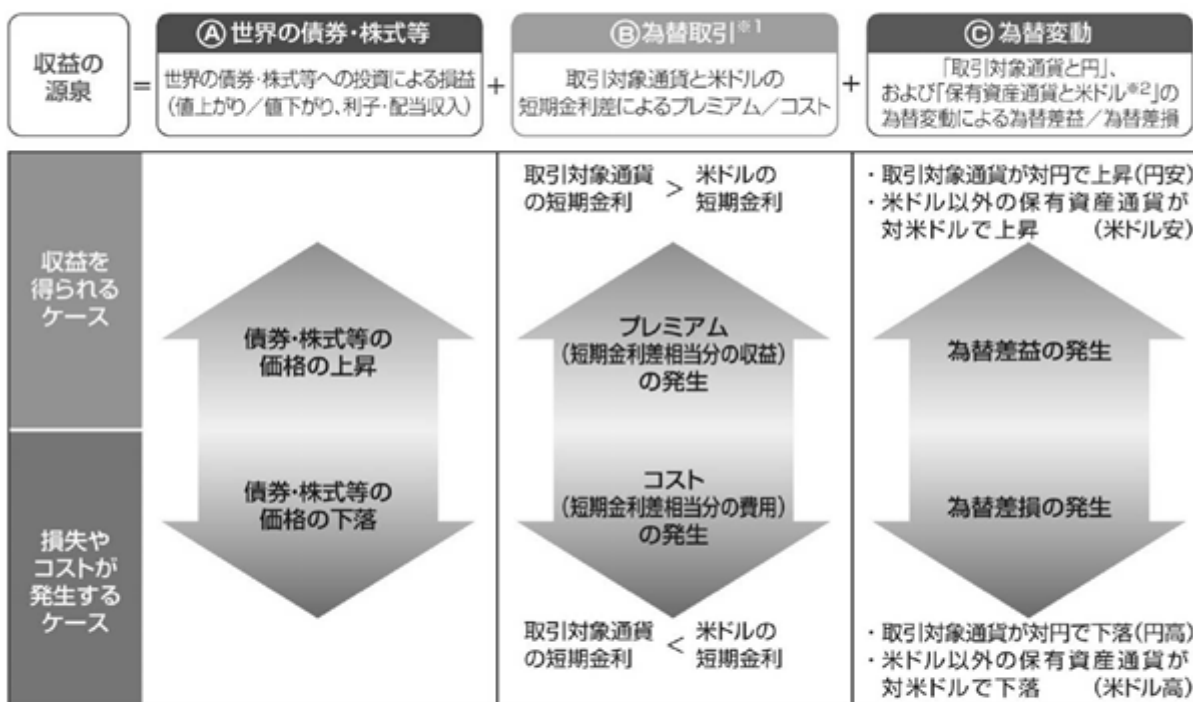 収益の
源泉
=
Ⓐ世界の債券・株式等
世界の債券・株式等への投資による損益
(値上がり/値下がり、利子・配当収入)
+
Ⓑ為替取引※1
取引対象通貨と米ドルの
短期金利差によるプレミアム/コスト
+
Ⓒ為替変動
「取引対象通貨と円」、
および「保有資産通貨と米ドル※2」の
為替変動による為替差益/為替差損
収益を
得られる
ケース
債券・株式等の
価格の上昇
取引対象通貨 > 米ドルの
の短期金利 短期金利
プレミアム
(短期金利差相当分の収益)
の発生
・取引対象通貨が対円で上昇(円安)
・米ドル以外の保有資産通貨が
対米ドルで上昇 (米ドル安)
為替差益の発生
損失や
コストが
発生する
ケース
債券・株式等の
価格の下落
コスト
(短期金利差相当分の費用)
の発生
取引対象通貨 < 米ドルの
の短期金利 短期金利
為替差損の発生
・取引対象通貨が対円で下落(円高)
・米ドル以外の保有資産通貨が
対米ドルで下落 (米ドル高)